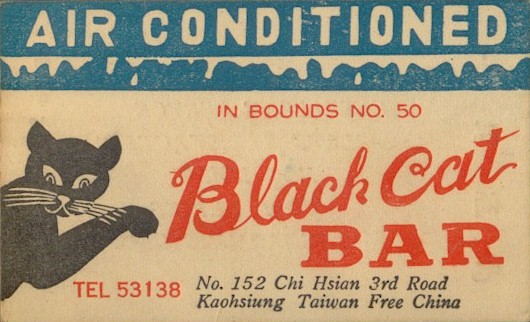 AIR CONDITIONED
IN BOUNDS NO. 50
Black Cat
BAR
TEL 53138
No. 152 Chi Hsian 3rd Road
Kaohsiung Taiwan Free China